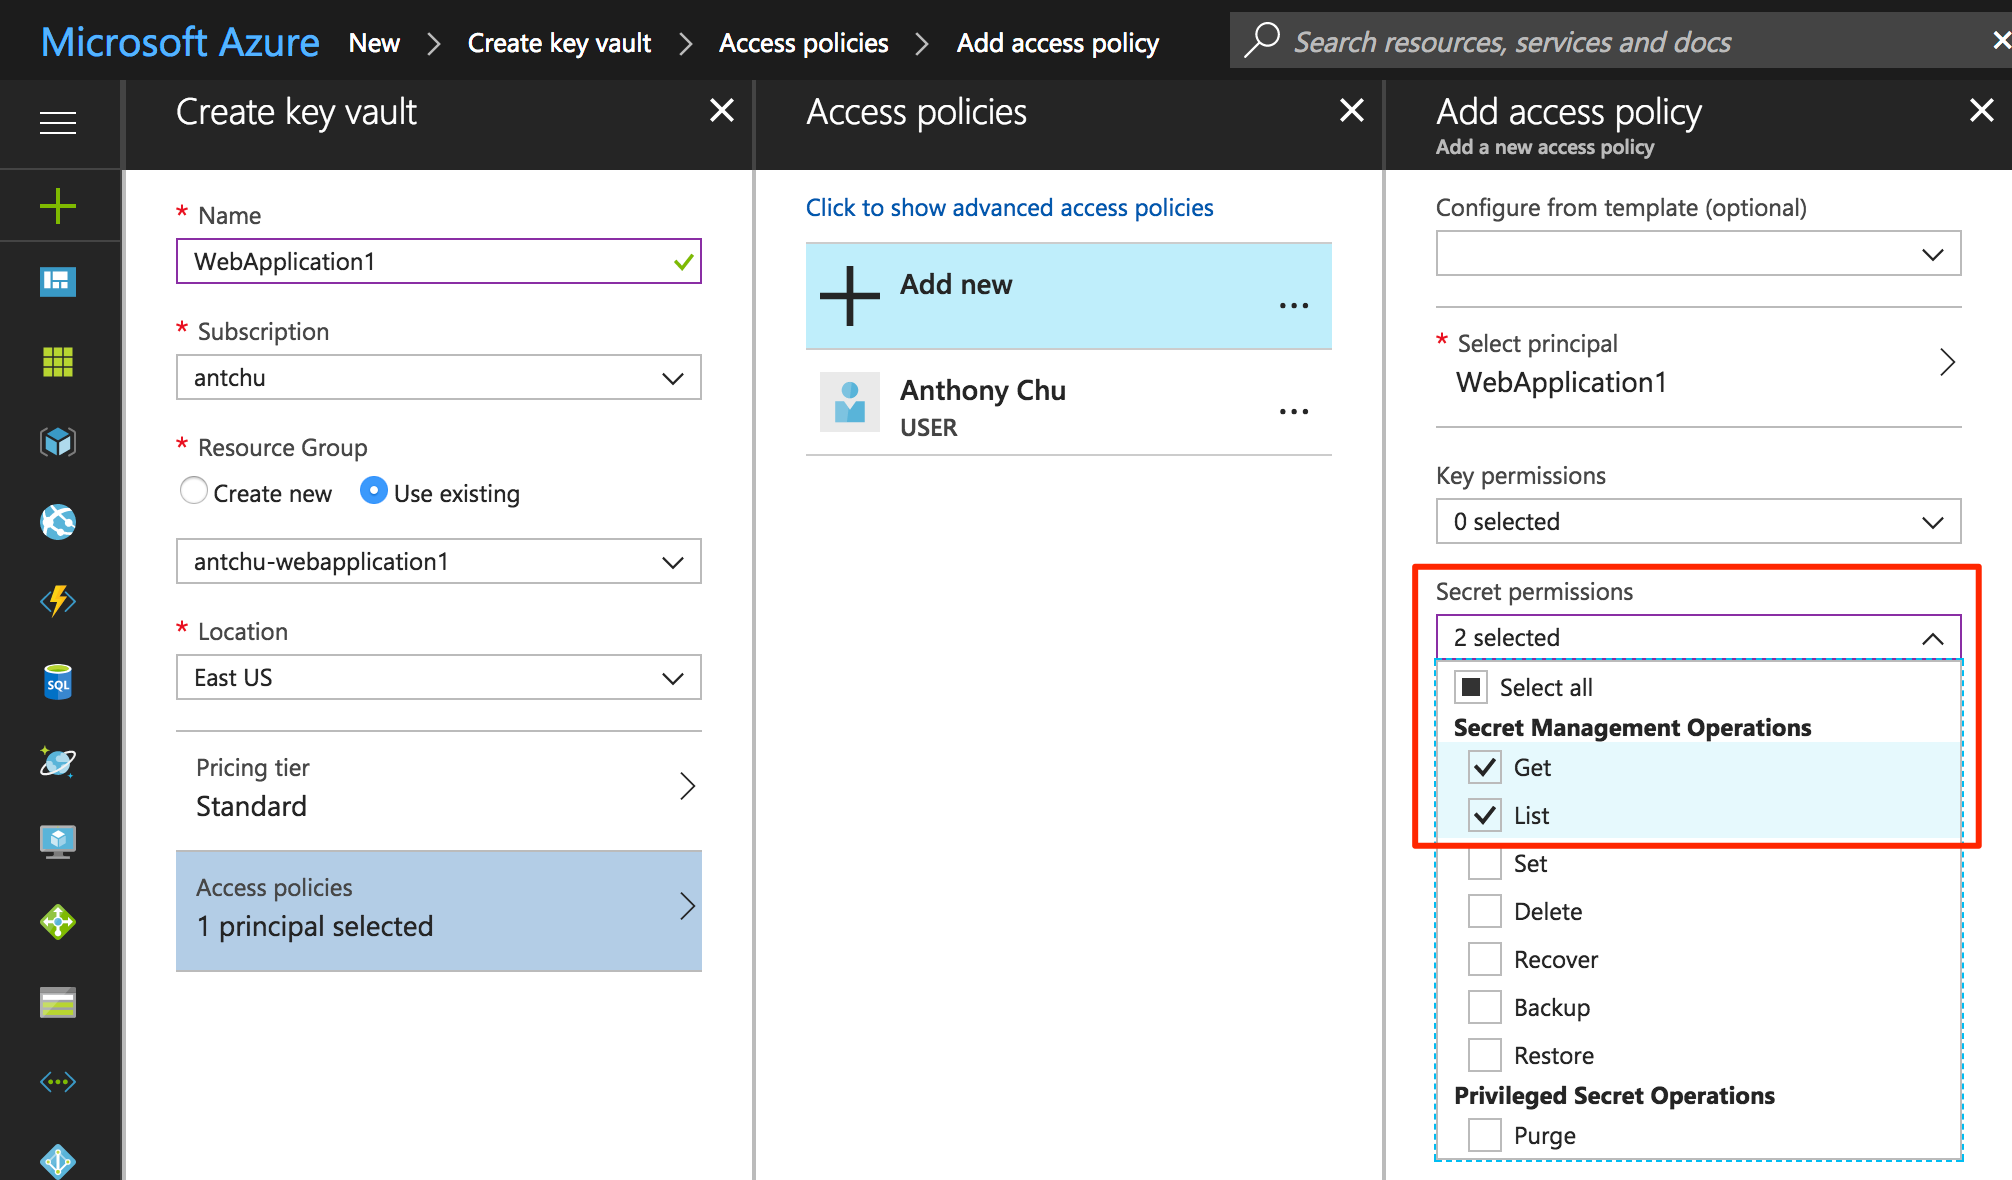 Microsoft Azure New > Create key vault > Access policies > Add access policy
Search resources, services and docs
Create key vault
* Name
WebApplication1
* Subscription
antchu
* Resource Group
Create new Use existing
antchu-webapplication1
* Location
East US
Pricing tier
Standard
Access policies
1 principal selected
Access policies
Click to show advanced access policies
Add new
Anthony Chu
USER
Add access policy
Add a new access policy
Configure from template (optional)
* Select principal
WebApplication1
Key permissions
0 selected
Secret permissions
2 selected
Select all
Secret Management Operations
Get
List
Set
Delete
Recover
Backup
Restore
Privileged Secret Operations
Purge
SQL